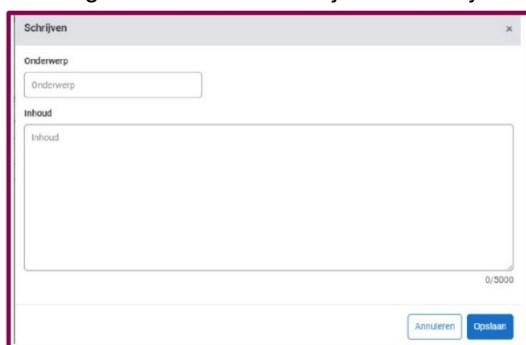 Schrijven ×
Onderwerp
Onderwerp
Inhoud
Inhoud
0/5000
Annuleren Opslaan